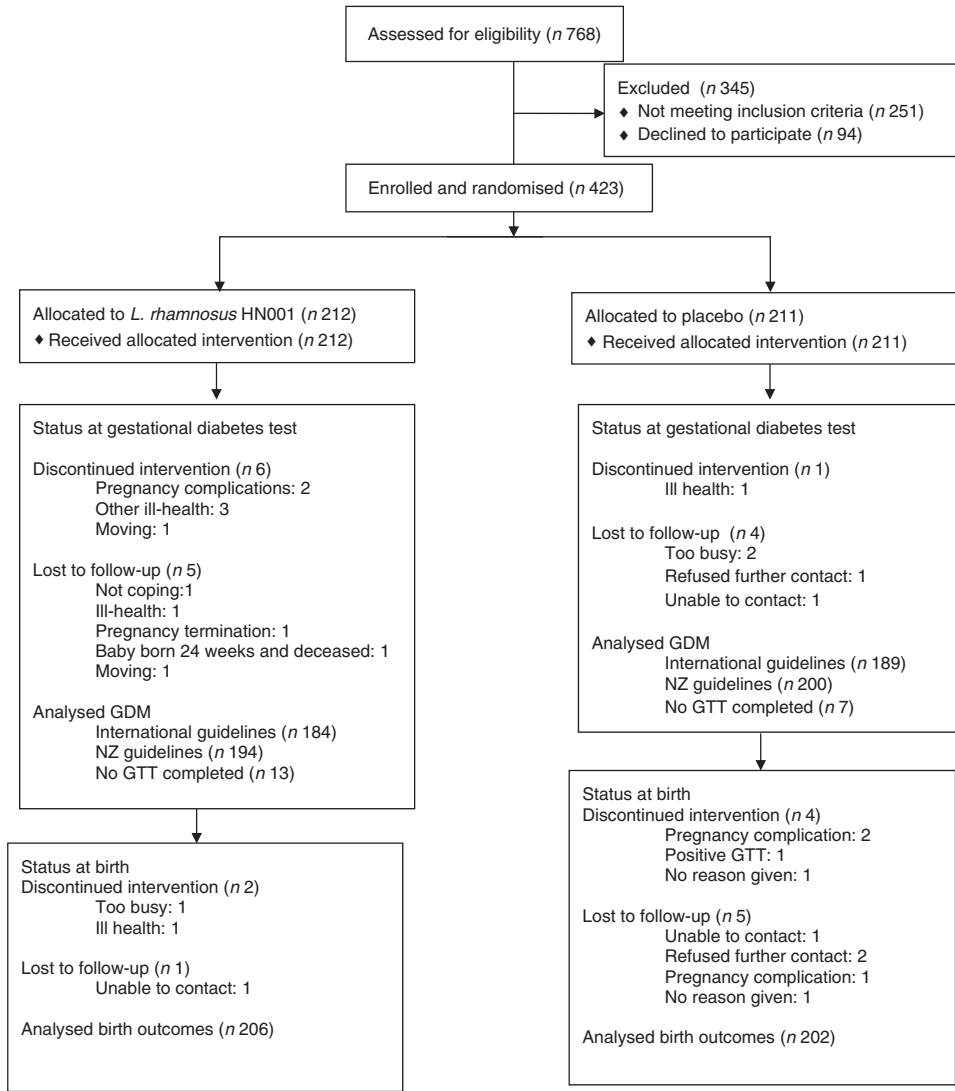 Assessed for eligibility (n 768)
Excluded (n 345)
♦ Not meeting inclusion criteria (n 251)
♦ Declined to participate (n 94)
Enrolled and randomised (n 423)
Allocated to L. rhamnosus HN001 (n 212)
♦ Received allocated intervention (n 212)
Allocated to placebo (n 211)
♦ Received allocated intervention (n 211)
Status at gestational diabetes test
Discontinued intervention (n 6)
Pregnancy complications: 2
Other ill-health: 3
Moving: 1
Lost to follow-up (n 5)
Not coping:1
Ill-health: 1
Pregnancy termination: 1
Baby born 24 weeks and deceased: 1
Moving: 1
Analysed GDM
International guidelines (n 184)
NZ guidelines (n 194)
No GTT completed (n 13)
Status at gestational diabetes test
Discontinued intervention (n 1)
Ill health: 1
Lost to follow-up (n 4)
Too busy: 2
Refused further contact: 1
Unable to contact: 1
Analysed GDM
International guidelines (n 189)
NZ guidelines (n 200)
No GTT completed (n 7)
Status at birth
Discontinued intervention (n 2)
Too busy: 1
Ill health: 1
Lost to follow-up (n 1)
Unable to contact: 1
Analysed birth outcomes (n 206)
Status at birth
Discontinued intervention (n 4)
Pregnancy complication: 2
Positive GTT: 1
No reason given: 1
Lost to follow-up (n 5)
Unable to contact: 1
Refused further contact: 2
Pregnancy complication: 1
No reason given: 1
Analysed birth outcomes (n 202)